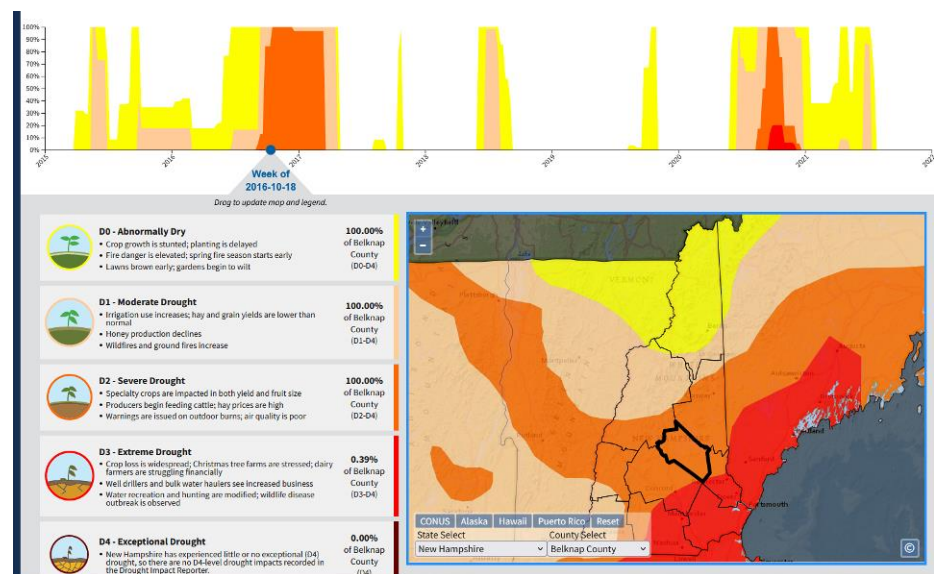 100%
90%
80%
70%
60%
50%
40%
30%
20%
10%
0%
2015
2016
2017
2018
2019
2020
2021
2022
Week of
2016-10-18
Drag to update map and legend.
D0 - Abnormally Dry
• Crop growth is stunted; planting is delayed
• Fire danger is elevated; spring fire season starts early
• Lawns brown early; gardens begin to wilt
100.00%
of Belknap
County
(D0-D4)
D1 - Moderate Drought
• Irrigation use increases; hay and grain yields are lower than
normal
• Honey production declines
• Wildfires and ground fires increase
100.00%
of Belknap
County
(D1-D4)
D2 - Severe Drought
• Specialty crops are impacted in both yield and fruit size
• Producers begin feeding cattle; hay prices are high
• Warnings are issued on outdoor burns; air quality is poor
100.00%
of Belknap
County
(D2-D4)
D3 - Extreme Drought
• Crop loss is widespread; Christmas tree farms are stressed; dairy
farmers are struggling financially
• Well drillers and bulk water haulers see increased business
• Water recreation and hunting are modified; wildlife disease
outbreak is observed
0.39%
of Belknap
County
(D3-D4)
D4 - Exceptional Drought
• New Hampshire has experienced little or no exceptional (D4)
drought, so there are no D4-level drought impacts recorded in
the Drought Impact Reporter.
0.00%
of Belknap
County
(D4)
+
−
VERMONT
Portsmouth
CONUS Alaska Hawaii Puerto Rico Reset
State Select County Select
New Hampshire Belknap County
©